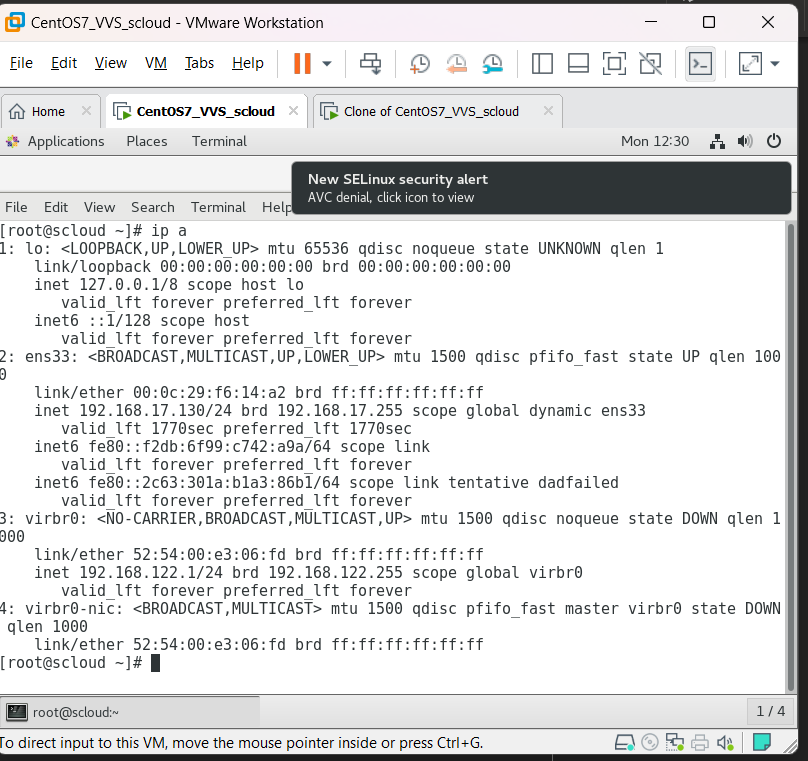 CentOS7_VVS_scloud - VMware Workstation
File Edit View VM Tabs Help
Home CentOS7_VVS_scloud Clone of CentOS7_VVS_scloud
Applications Places Terminal Mon 12:30
New SELinux security alert
AVC denial, click icon to view
File Edit View Search Terminal Help
[root@scloud ~]# ip a
1: lo: <LOOPBACK,UP,LOWER_UP> mtu 65536 qdisc noqueue state UNKNOWN qlen 1
    link/loopback 00:00:00:00:00:00 brd 00:00:00:00:00:00
    inet 127.0.0.1/8 scope host lo
       valid_lft forever preferred_lft forever
    inet6 ::1/128 scope host
       valid_lft forever preferred_lft forever
2: ens33: <BROADCAST,MULTICAST,UP,LOWER_UP> mtu 1500 qdisc pfifo_fast state UP qlen 100
0
    link/ether 00:0c:29:f6:14:a2 brd ff:ff:ff:ff:ff:ff
    inet 192.168.17.130/24 brd 192.168.17.255 scope global dynamic ens33
       valid_lft 1770sec preferred_lft 1770sec
    inet6 fe80::f2db:6f99:c742:a9a/64 scope link
       valid_lft forever preferred_lft forever
    inet6 fe80::2c63:301a:b1a3:86b1/64 scope link tentative dadfailed
       valid_lft forever preferred_lft forever
3: virbr0: <NO-CARRIER,BROADCAST,MULTICAST,UP> mtu 1500 qdisc noqueue state DOWN qlen 1
000
    link/ether 52:54:00:e3:06:fd brd ff:ff:ff:ff:ff:ff
    inet 192.168.122.1/24 brd 192.168.122.255 scope global virbr0
       valid_lft forever preferred_lft forever
4: virbr0-nic: <BROADCAST,MULTICAST> mtu 1500 qdisc pfifo_fast master virbr0 state DOWN
 qlen 1000
    link/ether 52:54:00:e3:06:fd brd ff:ff:ff:ff:ff:ff
[root@scloud ~]#
root@scloud:~ 1 / 4
To direct input to this VM, move the mouse pointer inside or press Ctrl+G.